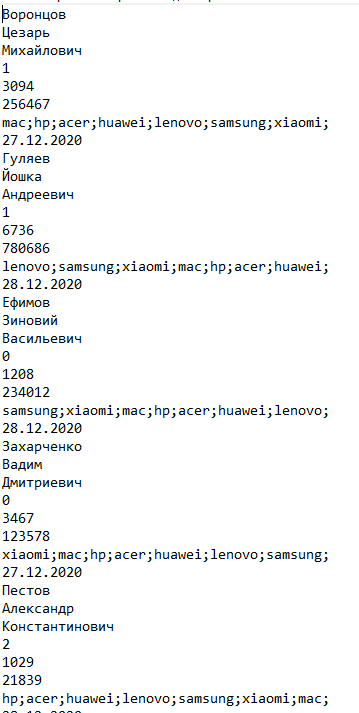 Воронцов
Цезарь
Михайлович
1
3094
256467
mac;hp;acer;huawei;lenovo;samsung;xiaomi;
27.12.2020
Гуляев
Йошка
Андреевич
1
6736
780686
lenovo;samsung;xiaomi;mac;hp;acer;huawei;
28.12.2020
Ефимов
Зиновий
Васильевич
0
1208
234012
samsung;xiaomi;mac;hp;acer;huawei;lenovo;
28.12.2020
Захарченко
Вадим
Дмитриевич
0
3467
123578
xiaomi;mac;hp;acer;huawei;lenovo;samsung;
27.12.2020
Пестов
Александр
Константинович
2
1029
21839
hp;acer;huawei;lenovo;samsung;xiaomi;mac;